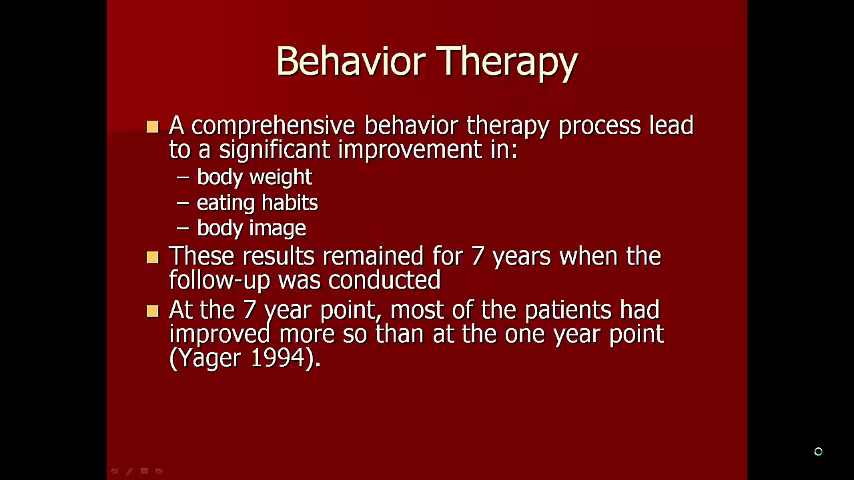 Behavior Therapy
A comprehensive behavior therapy process lead
to a significant improvement in:
– body weight
– eating habits
– body image
These results remained for 7 years when the
follow-up was conducted
At the 7 year point, most of the patients had
improved more so than at the one year point
(Yager 1994).